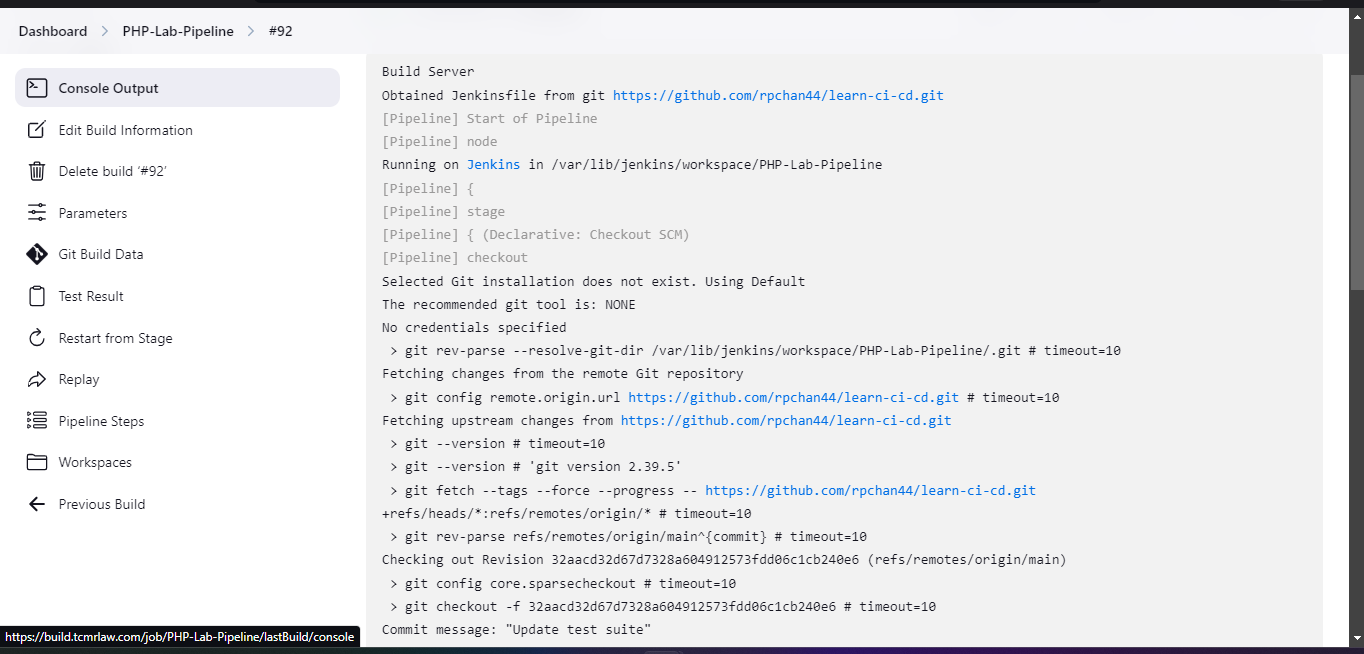 Dashboard > PHP-Lab-Pipeline > #92
Console Output
Edit Build Information
Delete build ‘#92’
Parameters
Git Build Data
Test Result
Restart from Stage
Replay
Pipeline Steps
Workspaces
Previous Build
Build Server
Obtained Jenkinsfile from git https://github.com/rpchan44/learn-ci-cd.git
[Pipeline] Start of Pipeline
[Pipeline] node
Running on Jenkins in /var/lib/jenkins/workspace/PHP-Lab-Pipeline
[Pipeline] {
[Pipeline] stage
[Pipeline] { (Declarative: Checkout SCM)
[Pipeline] checkout
Selected Git installation does not exist. Using Default
The recommended git tool is: NONE
No credentials specified
> git rev-parse --resolve-git-dir /var/lib/jenkins/workspace/PHP-Lab-Pipeline/.git # timeout=10
Fetching changes from the remote Git repository
> git config remote.origin.url https://github.com/rpchan44/learn-ci-cd.git # timeout=10
Fetching upstream changes from https://github.com/rpchan44/learn-ci-cd.git
> git --version # timeout=10
> git --version # 'git version 2.39.5'
> git fetch --tags --force --progress -- https://github.com/rpchan44/learn-ci-cd.git
+refs/heads/*:refs/remotes/origin/* # timeout=10
> git rev-parse refs/remotes/origin/main^{commit} # timeout=10
Checking out Revision 32aacd32d67d7328a604912573fdd06c1cb240e6 (refs/remotes/origin/main)
> git config core.sparsecheckout # timeout=10
> git checkout -f 32aacd32d67d7328a604912573fdd06c1cb240e6 # timeout=10
Commit message: "Update test suite"
https://build.tcmrlaw.com/job/PHP-Lab-Pipeline/lastBuild/console